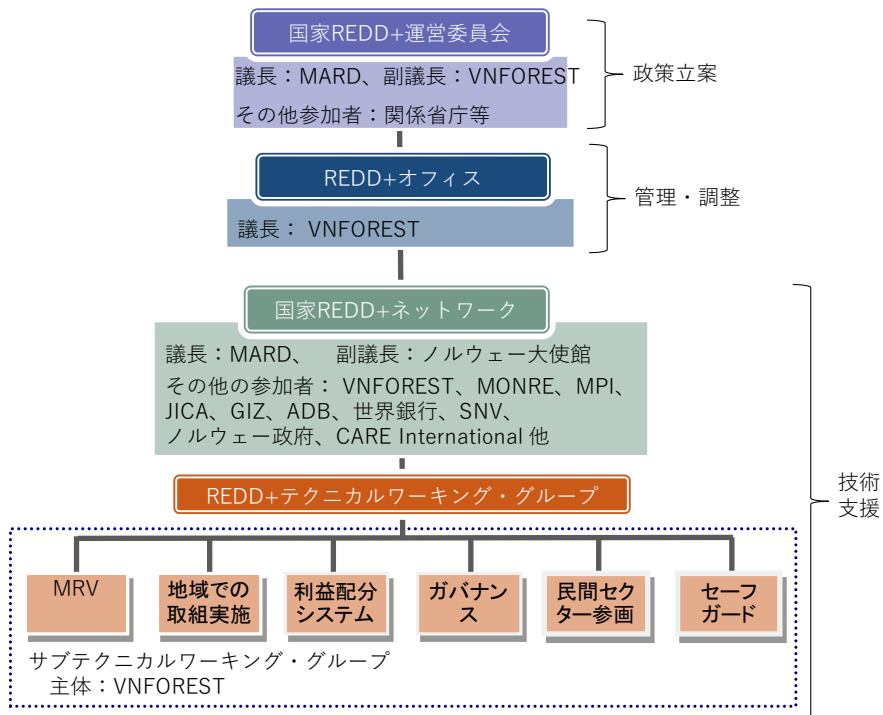 国家REDD+運営委員会
議長：MARD、副議長：VNFOREST
その他参加者：関係省庁等
政策立案
REDD+オフィス
議長： VNFOREST
管理・調整
国家REDD+ネットワーク
議長：MARD、 副議長：ノルウェー大使館
その他の参加者： VNFOREST、MONRE、MPI、
JICA、GIZ、ADB、世界銀行、SNV、
ノルウェー政府、CARE International 他
REDD+テクニカルワーキング・グループ
技術
支援
MRV
地域での
取組実施
利益配分
システム
ガバナン
ス
民間セク
ター参画
セーフ
ガード
サブテクニカルワーキング・グループ
主体：VNFOREST